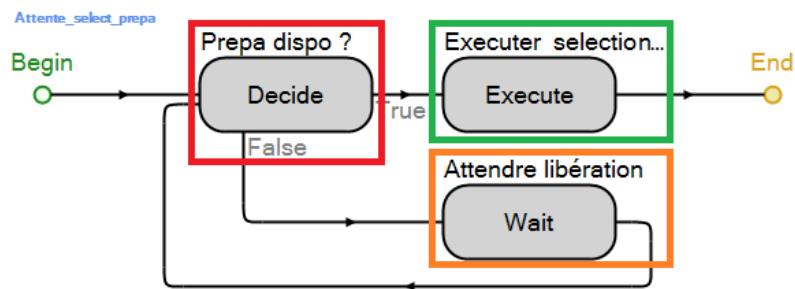 Attente_select_prepa
Begin
Prepa dispo ?
Decide
True
False
Executer selection...
Execute
End
Attendre libération
Wait